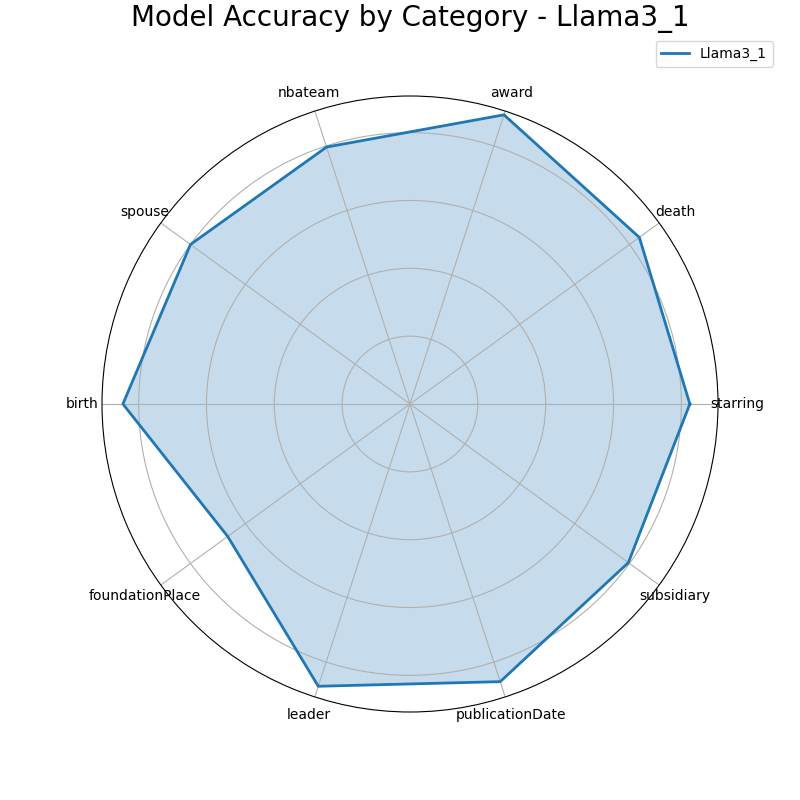 Model Accuracy by Category - Llama3_1
Llama3_1
nbateam
award
spouse
death
birth
starring
foundationPlace
subsidiary
leader
publicationDate